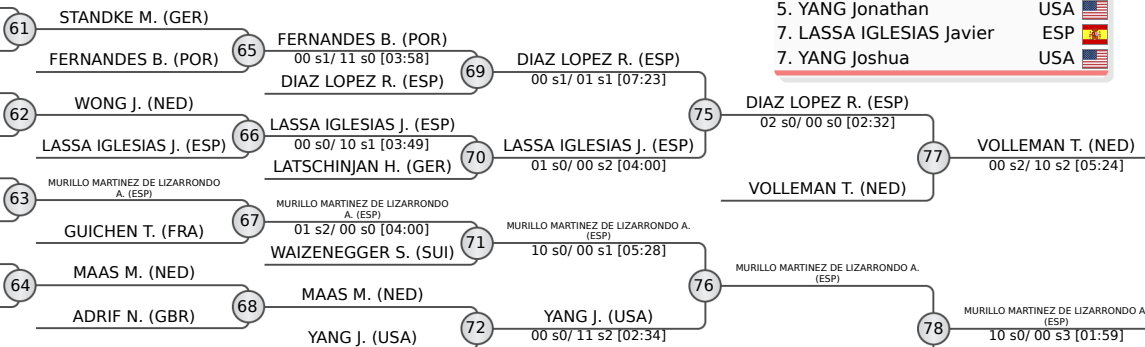 5. YANG Jonathan USA
7. LASSA IGLESIAS Javier ESP
7. YANG Joshua USA
61
STANDKE M. (GER)
FERNANDES B. (POR)
65
FERNANDES B. (POR)
00 s1/ 11 s0 [03:58]
DIAZ LOPEZ R. (ESP)
69
DIAZ LOPEZ R. (ESP)
00 s1/ 01 s1 [07:23]
62
WONG J. (NED)
LASSA IGLESIAS J. (ESP)
66
LASSA IGLESIAS J. (ESP)
00 s0/ 10 s1 [03:49]
LATSCHINJAN H. (GER)
70
LASSA IGLESIAS J. (ESP)
01 s0/ 00 s2 [04:00]
75
DIAZ LOPEZ R. (ESP)
02 s0/ 00 s0 [02:32]
VOLLEMAN T. (NED)
77
VOLLEMAN T. (NED)
00 s2/ 10 s2 [05:24]
63
MURILLO MARTINEZ DE LIZARRONDO
A. (ESP)
GUICHEN T. (FRA)
67
MURILLO MARTINEZ DE LIZARRONDO
A. (ESP)
01 s2/ 00 s0 [04:00]
WAIZENEGGER S. (SUI)
71
MURILLO MARTINEZ DE LIZARRONDO A.
(ESP)
10 s0/ 00 s1 [05:28]
64
MAAS M. (NED)
ADRIF N. (GBR)
68
MAAS M. (NED)
YANG J. (USA)
72
YANG J. (USA)
00 s0/ 11 s2 [02:34]
76
MURILLO MARTINEZ DE LIZARRONDO A.
(ESP)
78
MURILLO MARTINEZ DE LIZARRONDO A
(ESP)
10 s0/ 00 s3 [01:59]